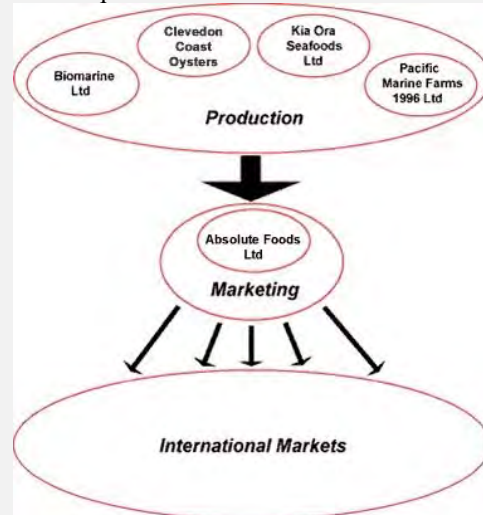 Clevedon
Coast
Oysters
Kia Ora
Seafoods
Ltd
Biomarine
Ltd
Pacific
Marine Farms
1996 Ltd
Production
Absolute Foods
Ltd
Marketing
International Markets